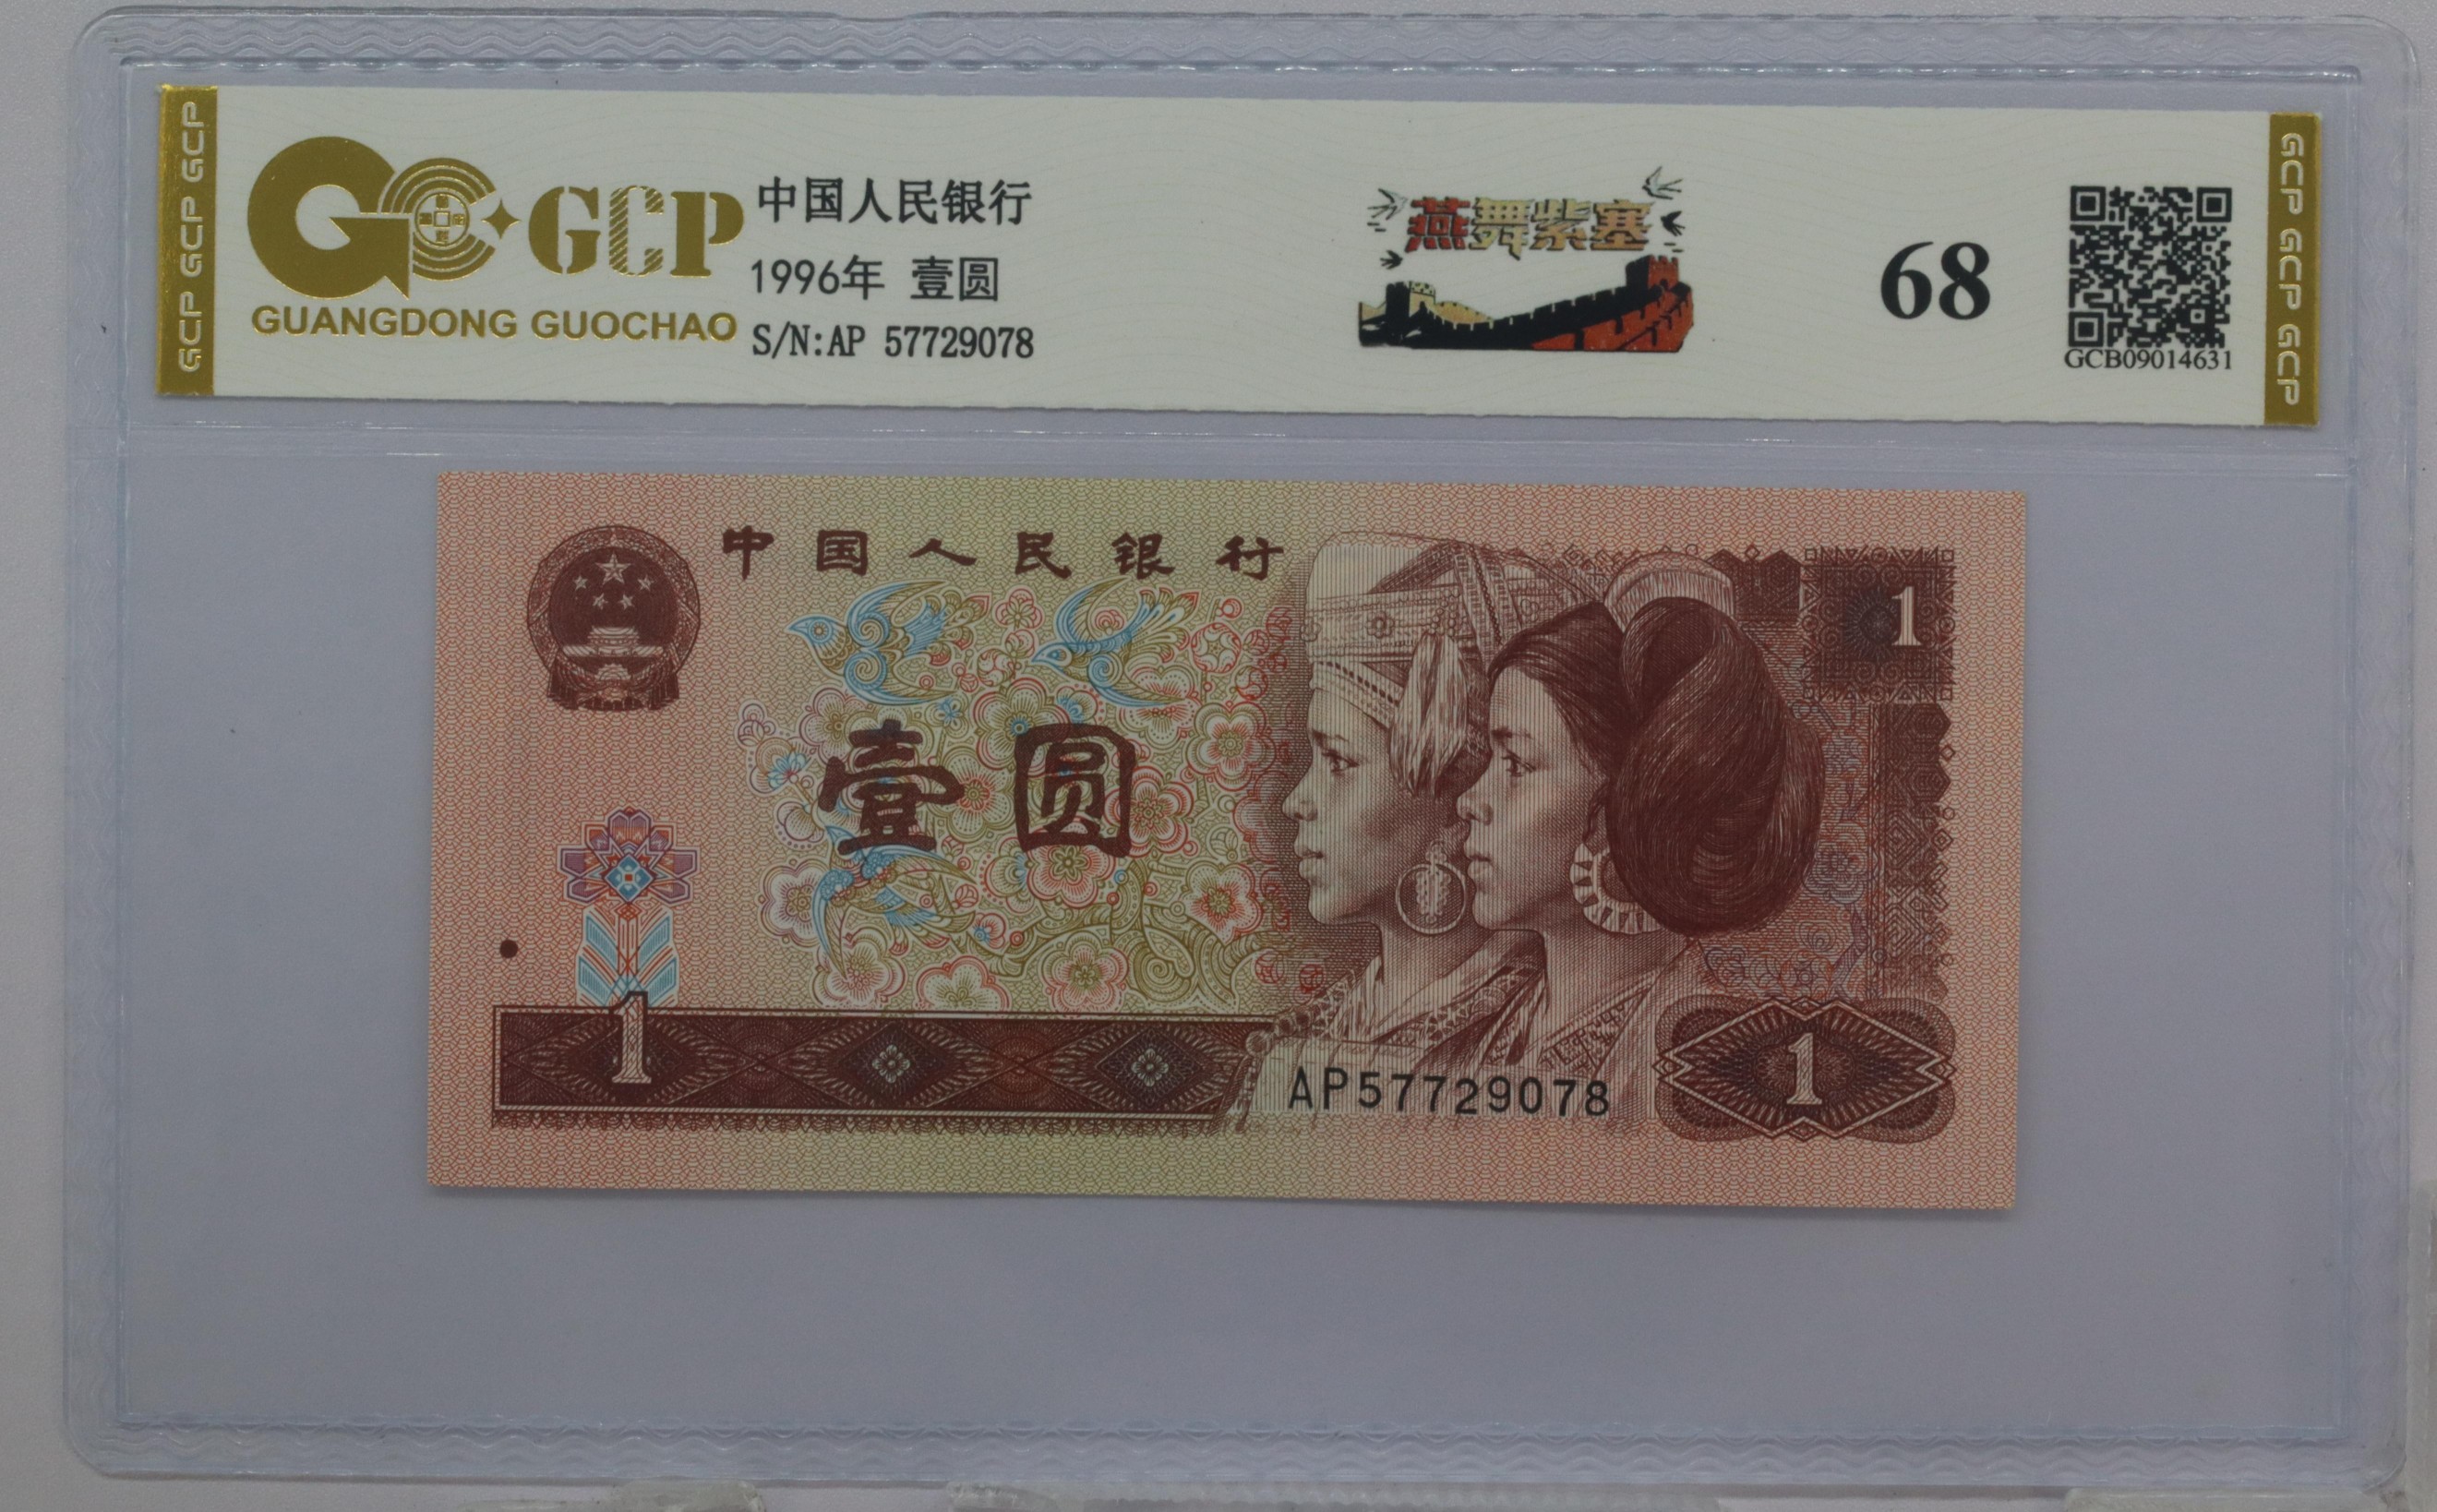 GCP GCP GCP
GCP
GUANGDONG GUOCHAO
中国人民银行
1996年 壹圆
S/N:AP 57729078
燕舞紫塞
68
GCB09014631
GCP GCP GCP GCP
中国人民银行
1
壹圆
1
AP57729078
1